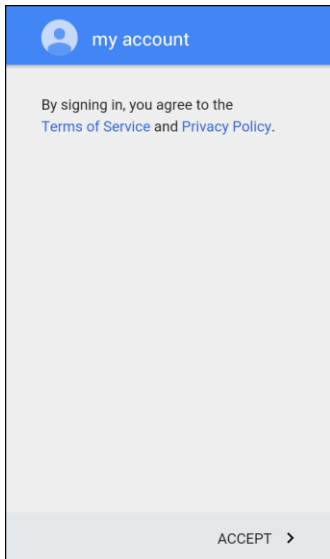 my account
By signing in, you agree to the
Terms of Service and Privacy Policy.
ACCEPT